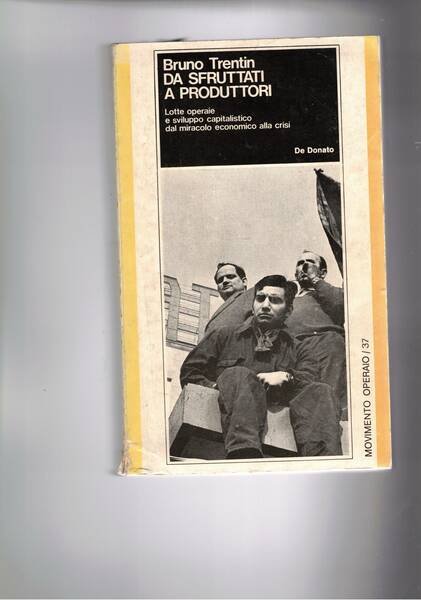 Bruno Trentin
DA SFRUTTATI
A PRODUTTORI
Lotte operaie
e sviluppo capitalistico
dal miracolo economico alla crisi
De Donato
MOVIMENTO OPERAIO / 37